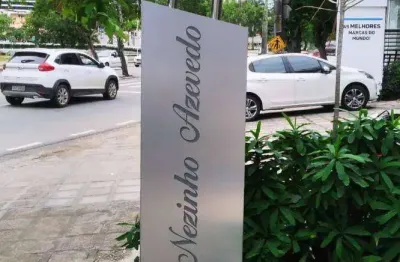 Nezinho Azevedo
AS MELHORES
MARCAS DO
MUNDO!